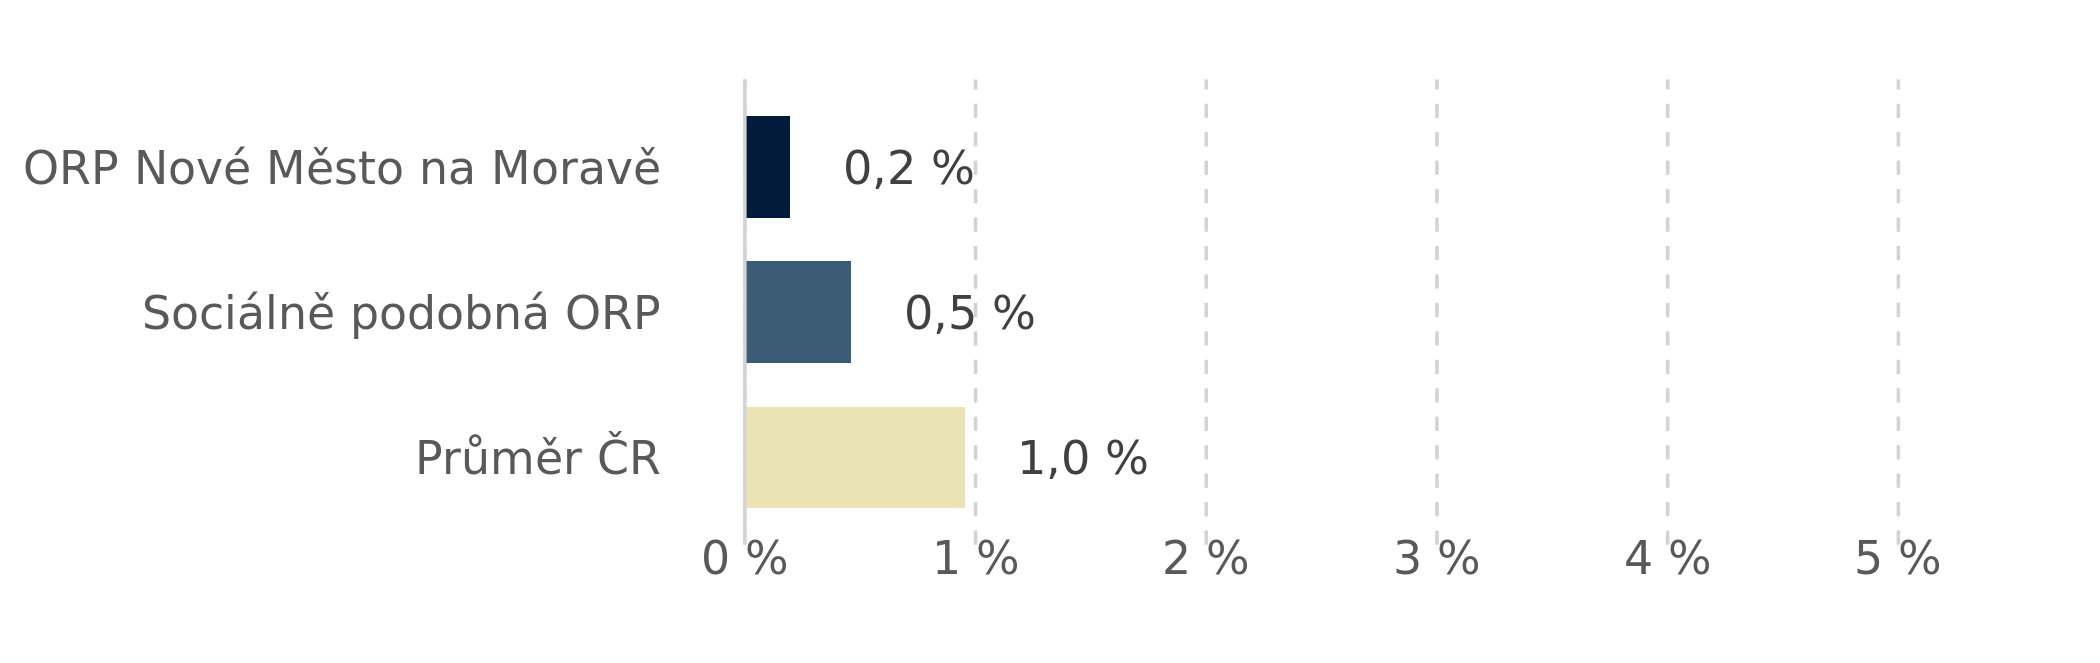 ORP Nové Město na Moravě 0,2 %
Sociálně podobná ORP 0,5 %
Průměr ČR 1,0 %
0 % 1 % 2 % 3 % 4 % 5 %